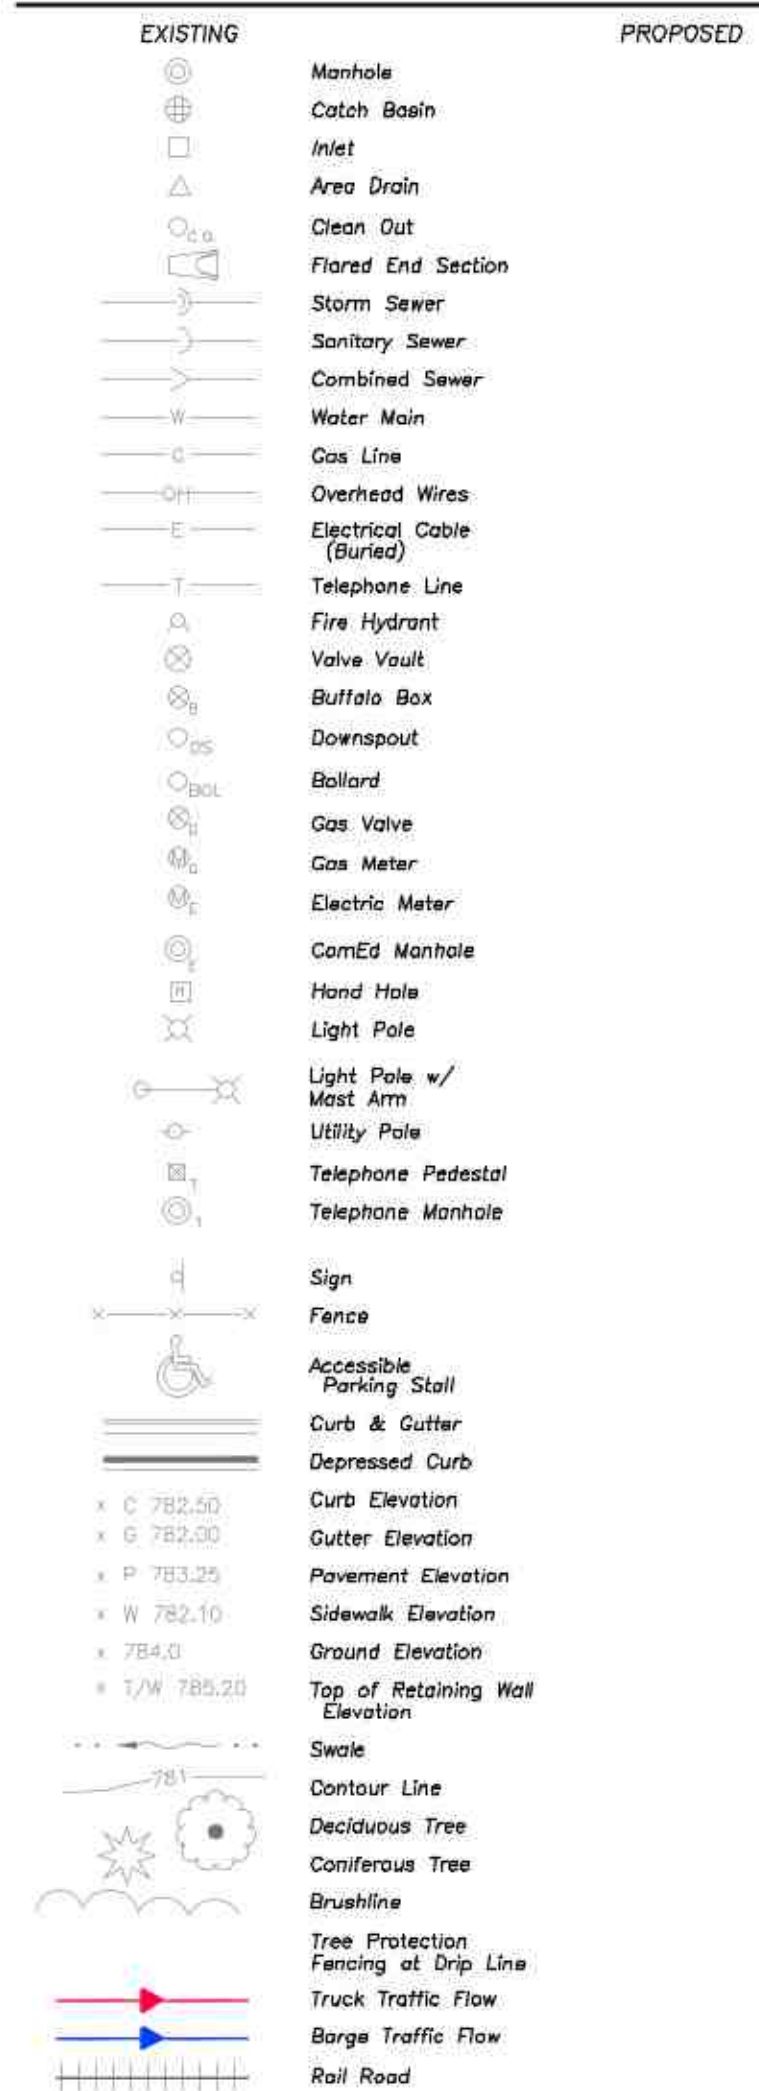 EXISTING PROPOSED
Manhole
Catch Basin
Inlet
Area Drain
C.O. Clean Out
Flared End Section
Storm Sewer
Sanitary Sewer
Combined Sewer
W Water Main
G Gas Line
OH Overhead Wires
E Electrical Cable
(Buried)
T Telephone Line
Fire Hydrant
Valve Vault
B Buffalo Box
DS Downspout
BOL Bollard
Gas Valve
M G Gas Meter
M E Electric Meter
E ComEd Manhole
H Hand Hole
Light Pole
Light Pole w/
Mast Arm
Utility Pole
T Telephone Pedestal
T Telephone Manhole
Sign
Fence
Accessible
Parking Stall
Curb & Gutter
Depressed Curb
x C 782.50 Curb Elevation
x G 782.00 Gutter Elevation
x P 783.25 Pavement Elevation
x W 782.10 Sidewalk Elevation
x 784.0 Ground Elevation
x T/W 785.20 Top of Retaining Wall
Elevation
Swale
781 Contour Line
Deciduous Tree
Coniferous Tree
Brushline
Tree Protection
Fencing at Drip Line
Truck Traffic Flow
Barge Traffic Flow
Rail Road